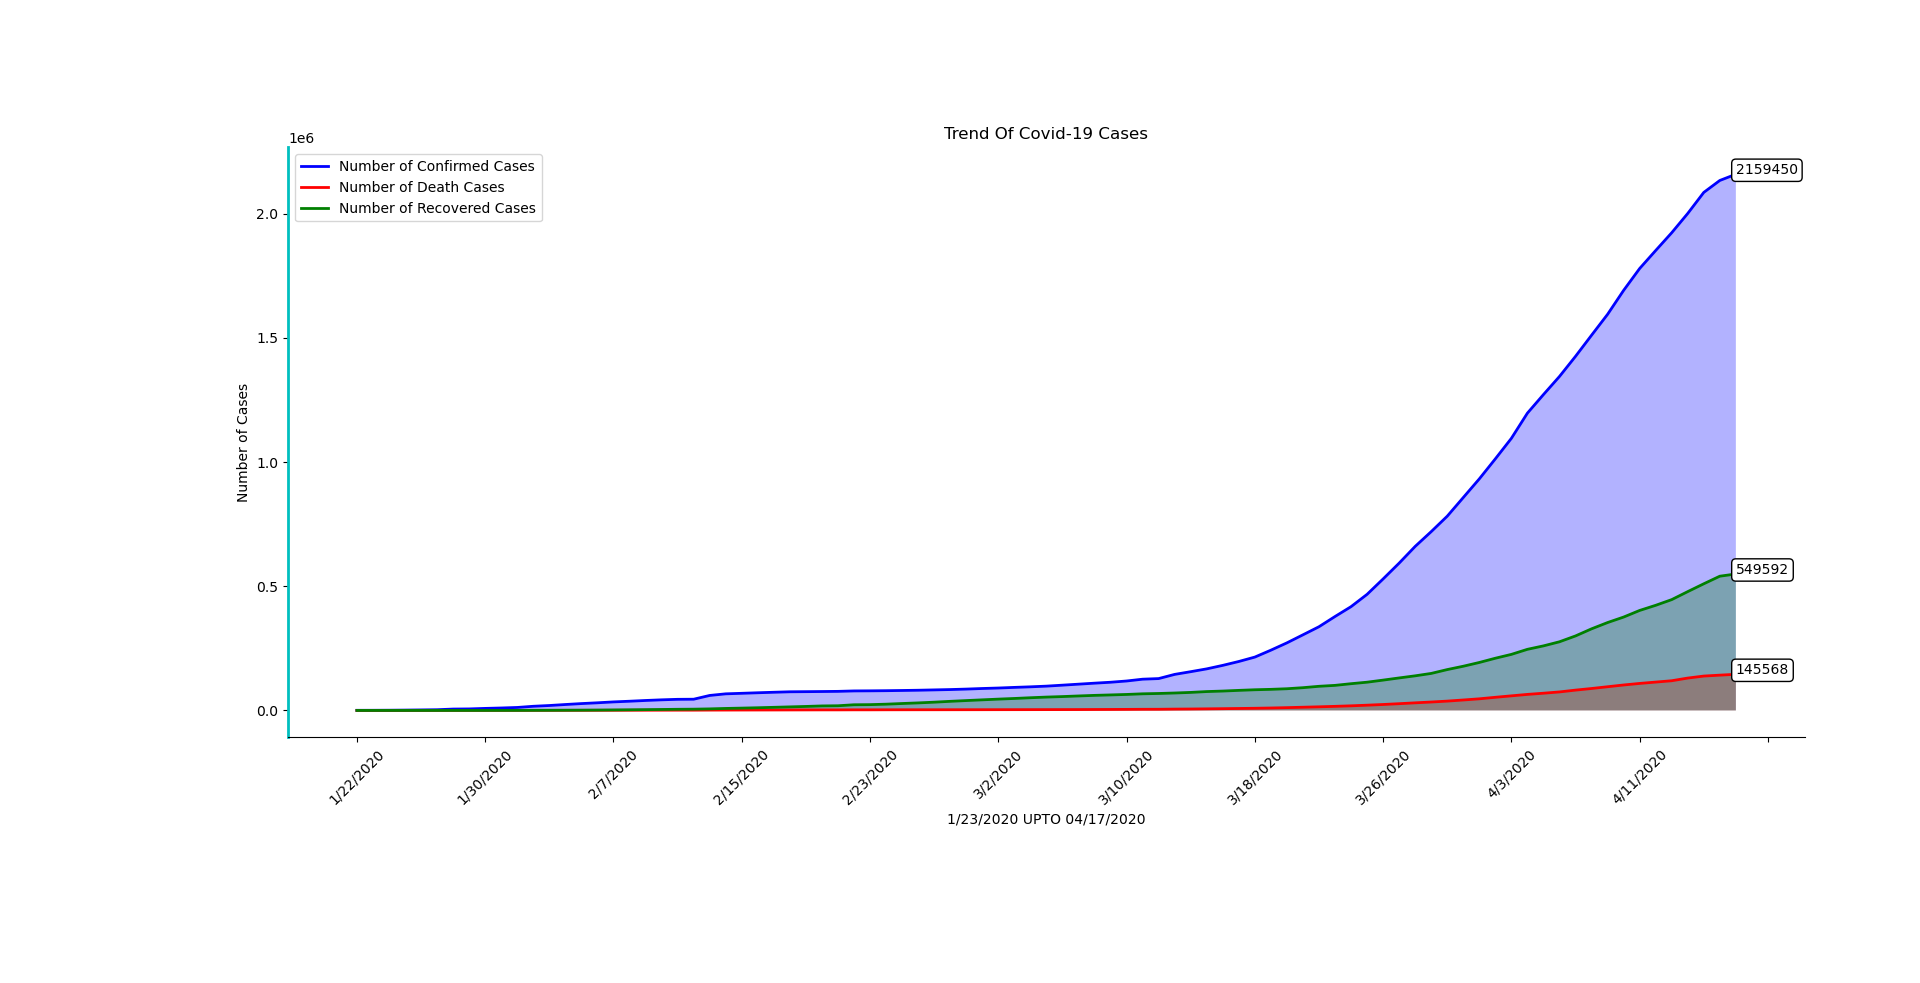 Trend Of Covid-19 Cases
1e6
Number of Confirmed Cases
Number of Death Cases
Number of Recovered Cases
2159450
549592
145568
2.0
1.5
1.0
0.5
0.0
Number of Cases
1/22/2020
1/30/2020
2/7/2020
2/15/2020
2/23/2020
3/2/2020
3/10/2020
3/18/2020
3/26/2020
4/3/2020
4/11/2020
1/23/2020 UPTO 04/17/2020